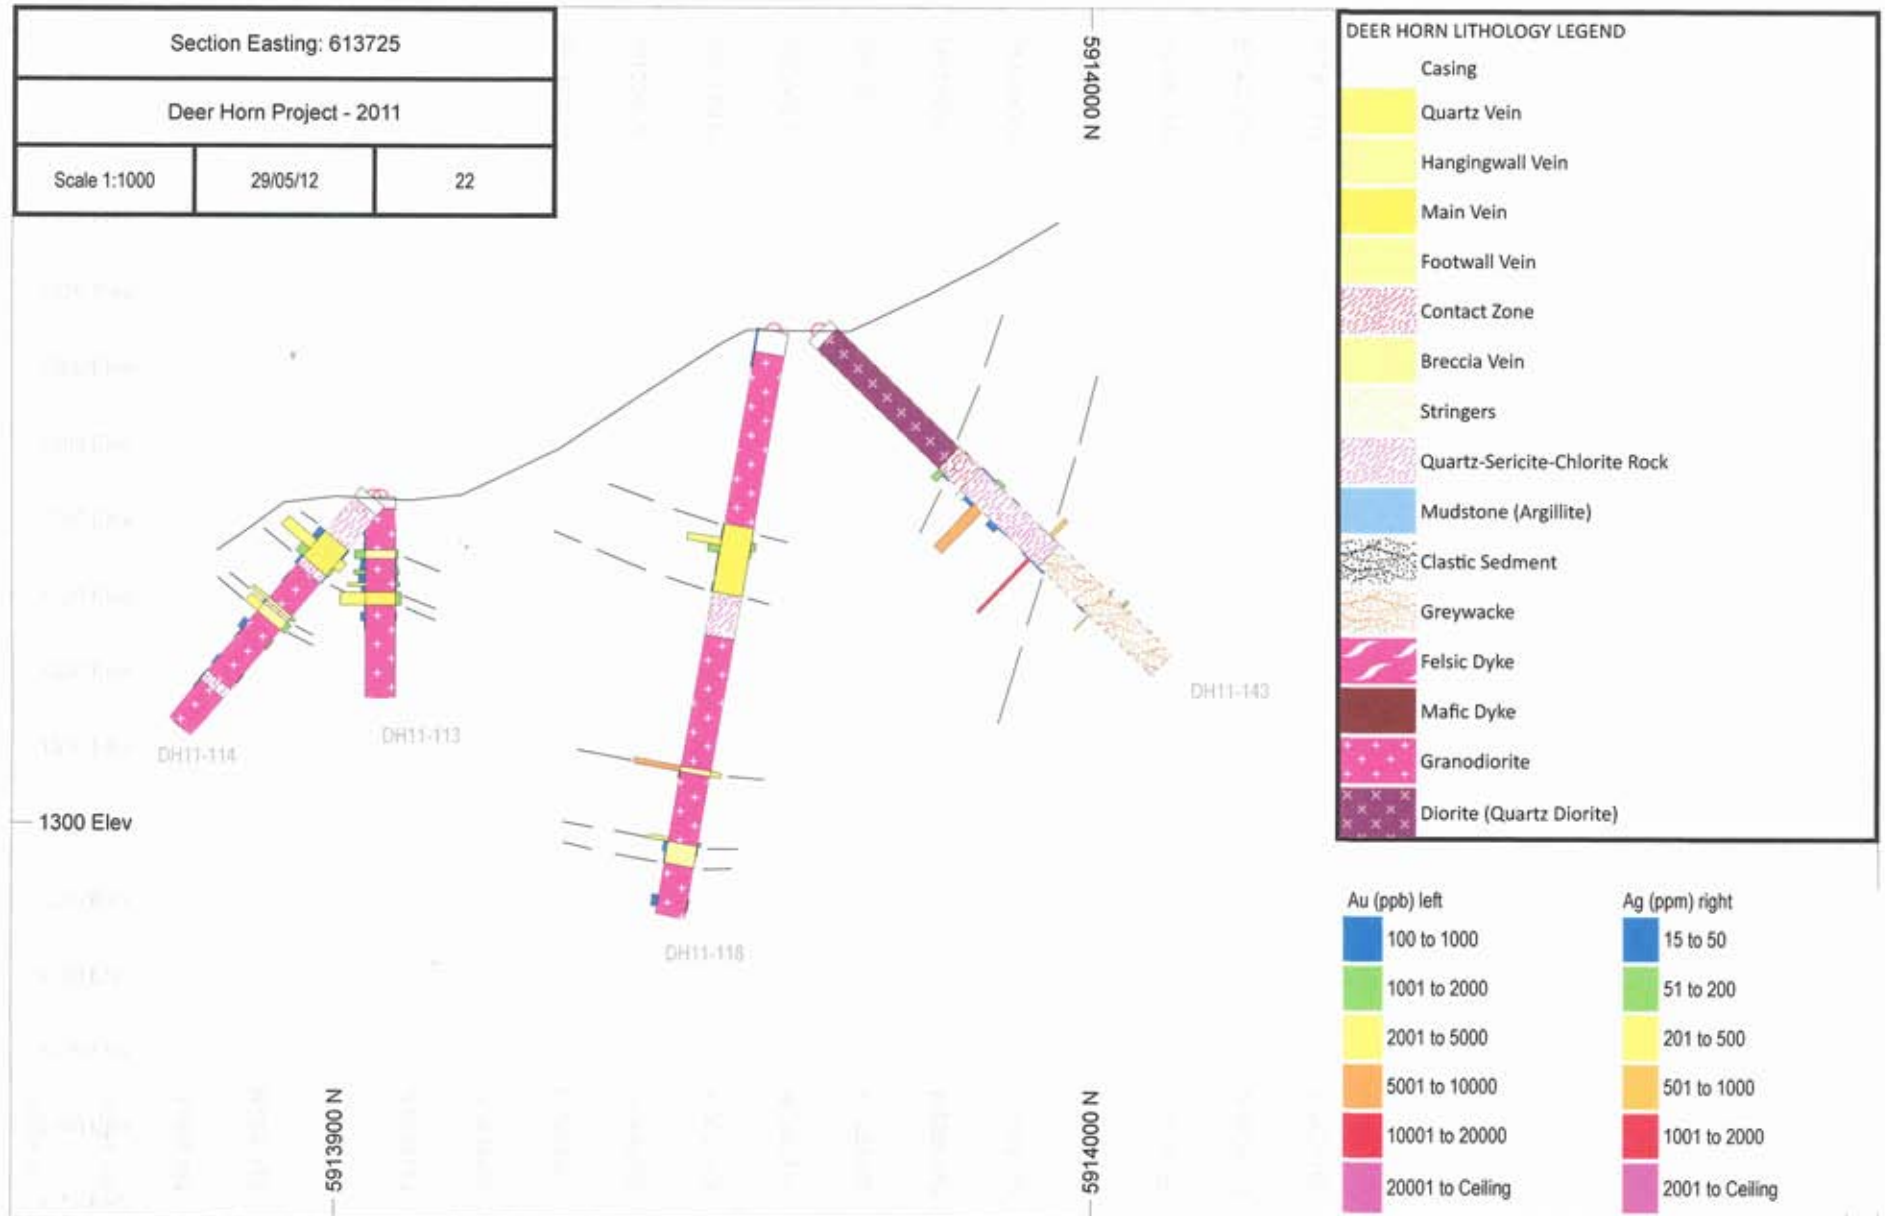 Section Easting: 613725
Deer Horn Project - 2011
Scale 1:1000
29/05/12
22
5914000 N
DEER HORN LITHOLOGY LEGEND
Casing
Quartz Vein
Hangingwall Vein
Main Vein
Footwall Vein
Contact Zone
Breccia Vein
Stringers
Quartz-Sericite-Chlorite Rock
Mudstone (Argillite)
Clastic Sediment
Greywacke
Felsic Dyke
Mafic Dyke
Granodiorite
Diorite (Quartz Diorite)
DH11-143
DH11-113
DH11-114
1300 Elev
DH11-118
Au (ppb) left
100 to 1000
1001 to 2000
2001 to 5000
5001 to 10000
10001 to 20000
20001 to Ceiling
Ag (ppm) right
15 to 50
51 to 200
201 to 500
501 to 1000
1001 to 2000
2001 to Ceiling
5913900 N
5914000 N